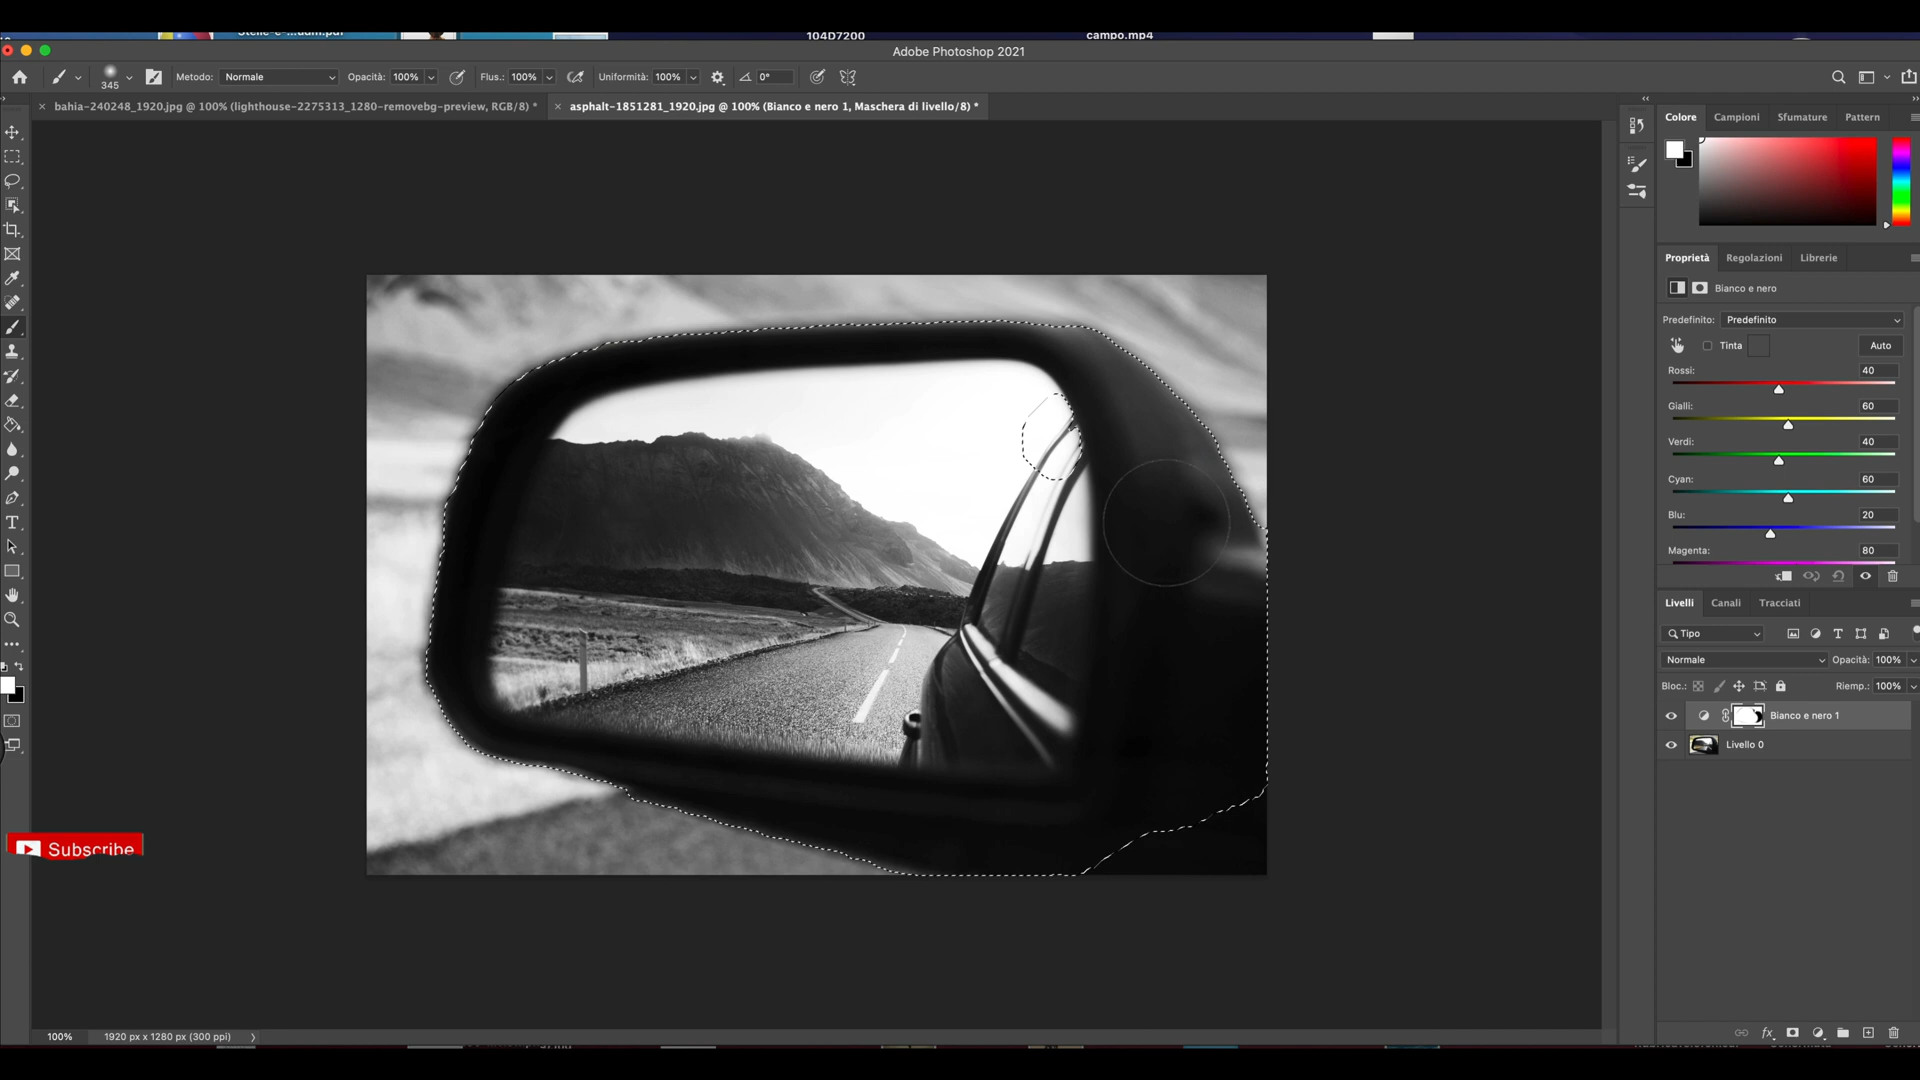 104D7200
campo.mp4
Adobe Photoshop 2021
345
Metodo: Normale
Opacità: 100%
Flus.: 100%
Uniformità: 100%
0°
bahia-240248_1920.jpg @ 100% (lighthouse-2275313_1280-removebg-preview, RGB/8) *
asphalt-1851281_1920.jpg @ 100% (Bianco e nero 1, Maschera di livello/8) *
Colore Campioni Sfumature Pattern
Proprietà Regolazioni Librerie
Bianco e nero
Predefinito: Predefinito
Tinta Auto
Rossi: 40
Gialli: 60
Verdi: 40
Cyan: 60
Blu: 20
Magenta: 80
Livelli Canali Tracciati
Tipo
Normale Opacità: 100%
Bloc.: Riemp.: 100%
Bianco e nero 1
Livello 0
Subscribe
100% 1920 px x 1280 px (300 ppi)